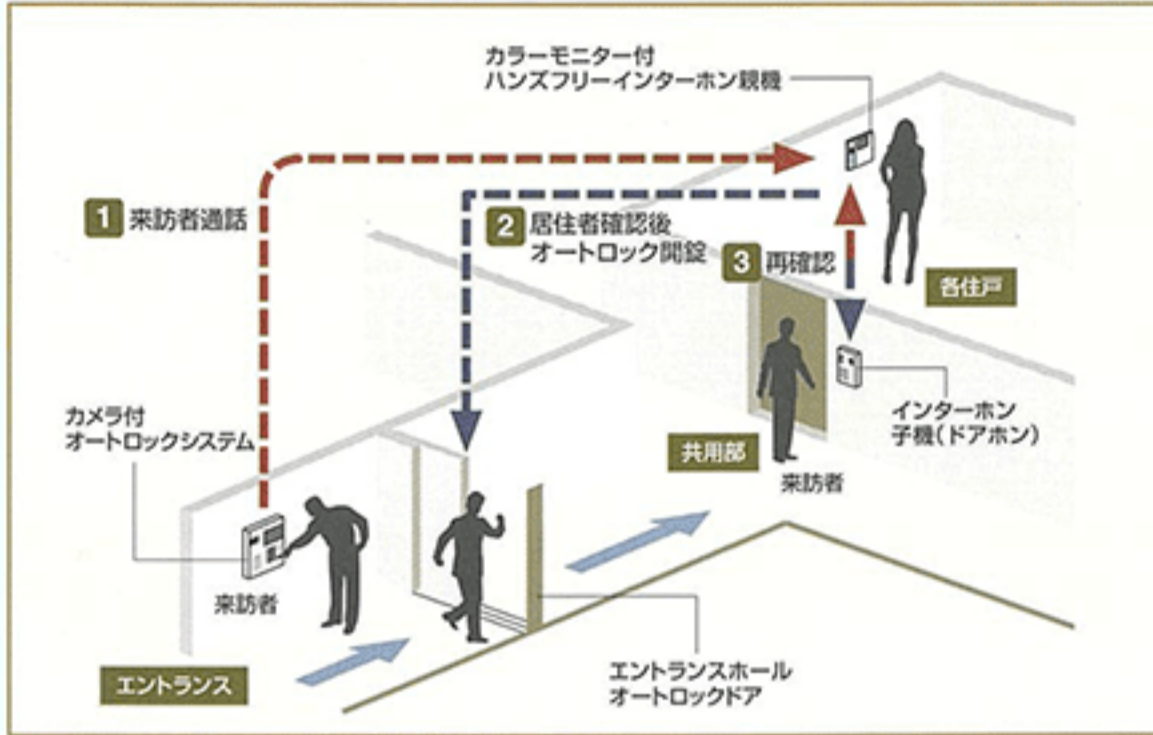 カラーモニター付
ハンズフリーインターホン親機
1 来訪者通話
2 居住者確認後
オートロック開錠
3 再確認
各住戸
カメラ付
オートロックシステム
インターホン
子機(ドアホン)
共用部
来訪者
来訪者
エントランス
エントランスホール
オートロックドア